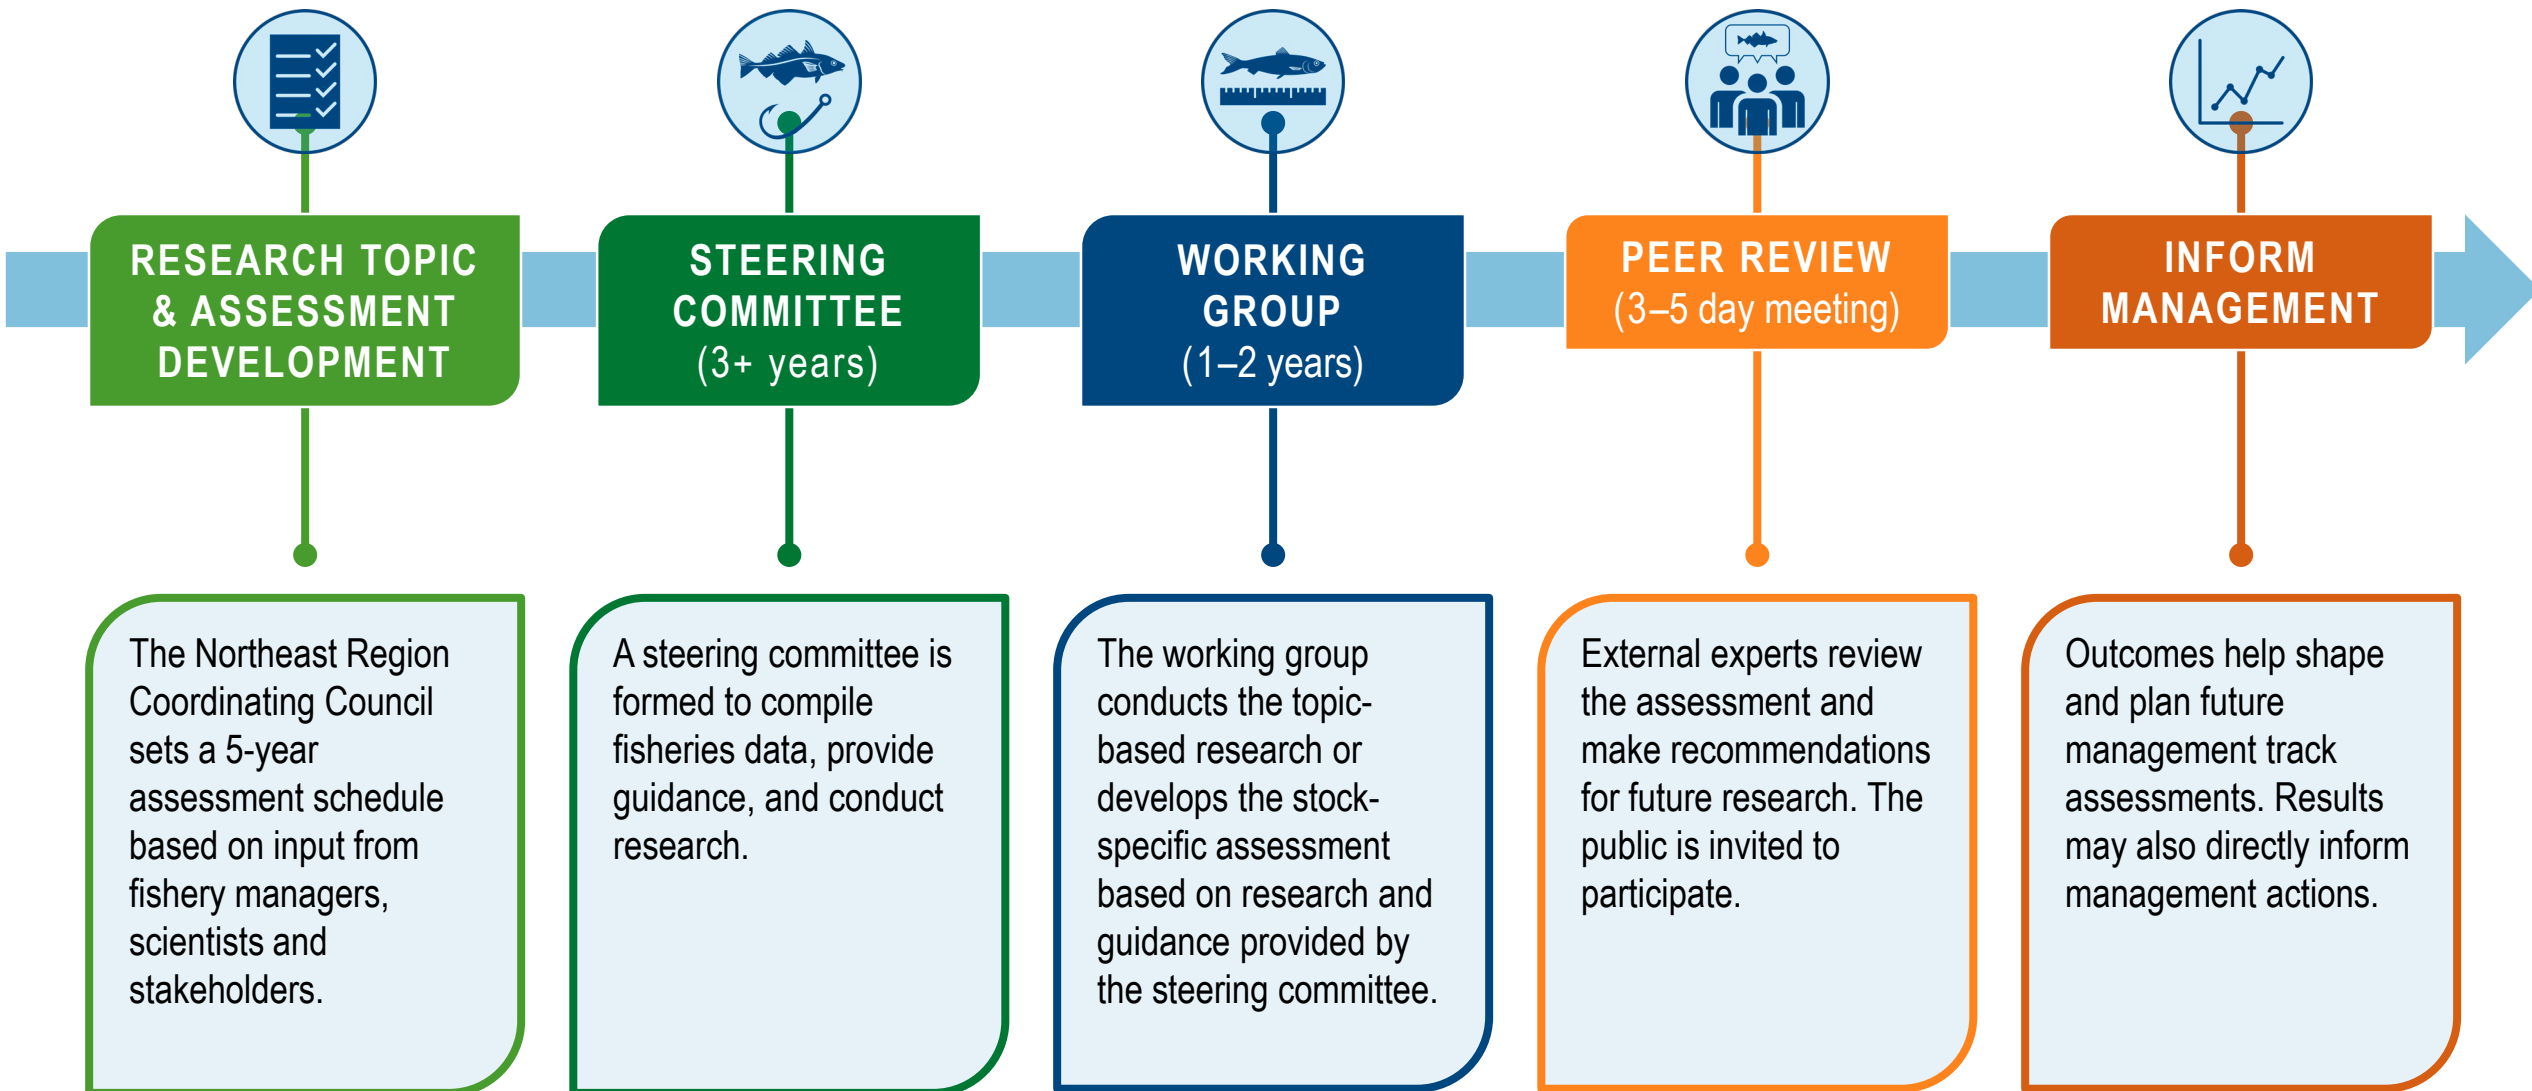 RESEARCH TOPIC
& ASSESSMENT
DEVELOPMENT
STEERING
COMMITTEE
(3+ years)
WORKING
GROUP
(1–2 years)
PEER REVIEW
(3–5 day meeting)
INFORM
MANAGEMENT
The Northeast Region
Coordinating Council
sets a 5-year
assessment schedule
based on input from
fishery managers,
scientists and
stakeholders.
A steering committee is
formed to compile
fisheries data, provide
guidance, and conduct
research.
The working group
conducts the topic-
based research or
develops the stock-
specific assessment
based on research and
guidance provided by
the steering committee.
External experts review
the assessment and
make recommendations
for future research. The
public is invited to
participate.
Outcomes help shape
and plan future
management track
assessments. Results
may also directly inform
management actions.